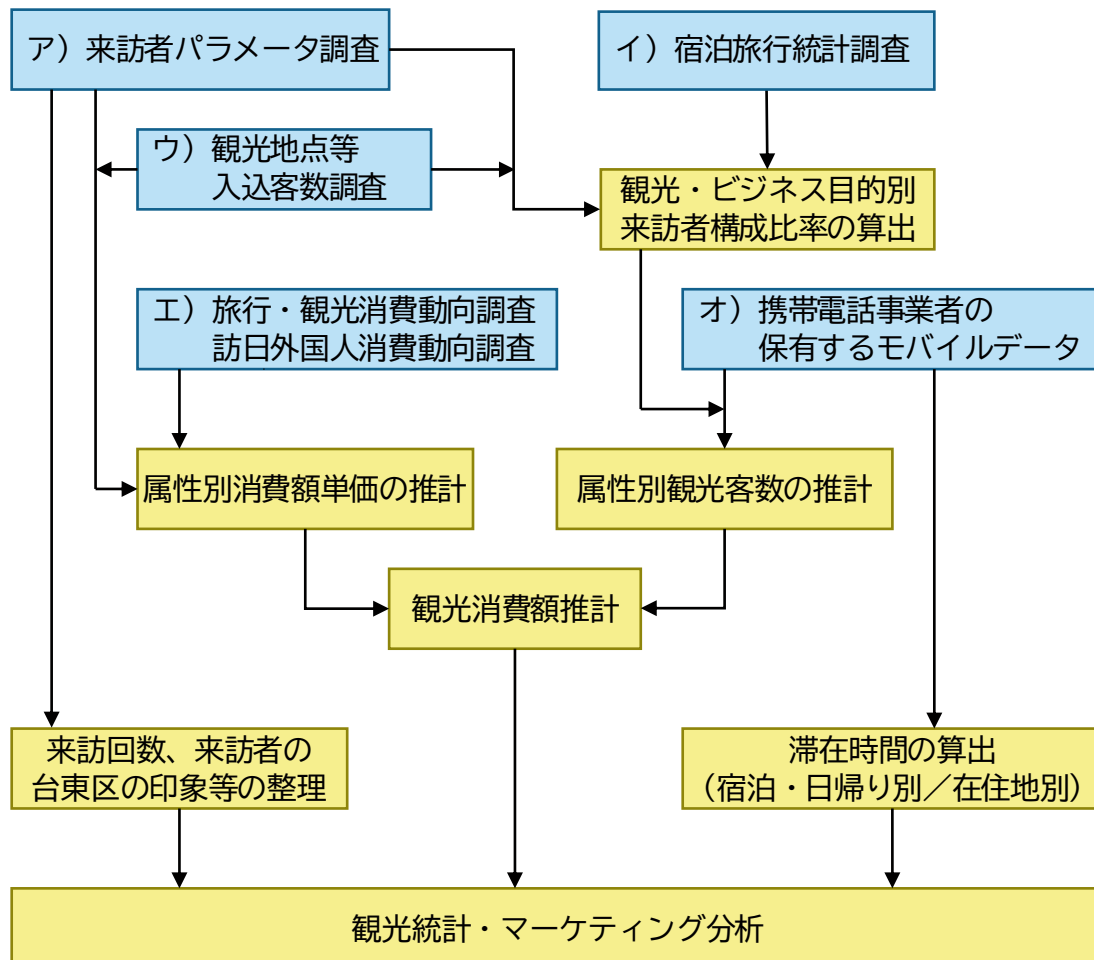 ア）来訪者パラメータ調査
イ）宿泊旅行統計調査
ウ）観光地点等
入込客数調査
観光・ビジネス目的別
来訪者構成比率の算出
エ）旅行・観光消費動向調査
訪日外国人消費動向調査
オ）携帯電話事業者の
保有するモバイルデータ
属性別消費額単価の推計
属性別観光客数の推計
観光消費額推計
来訪回数、来訪者の
台東区の印象等の整理
滞在時間の算出
（宿泊・日帰り別／在住地別）
観光統計・マーケティング分析